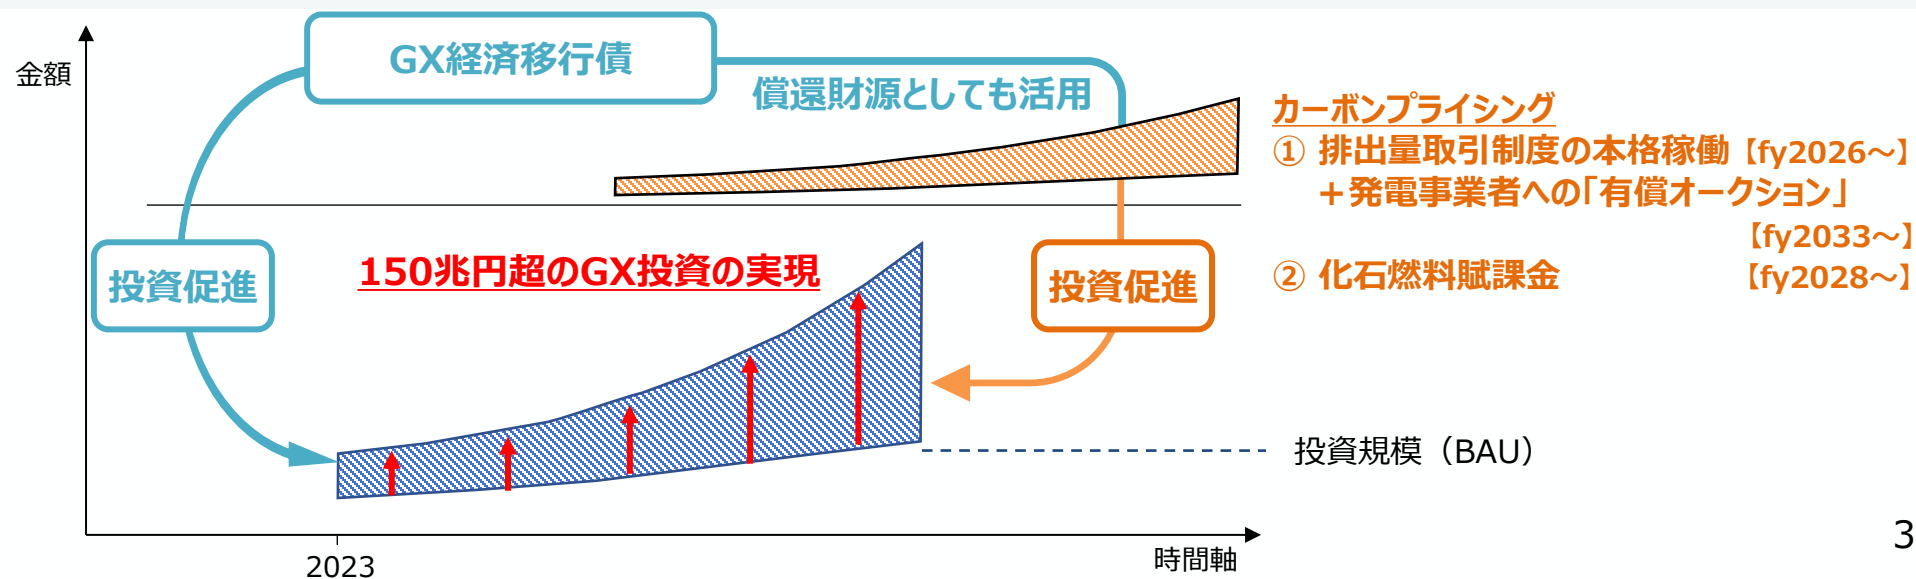 金額
GX経済移行債
償還財源としても活用
カーボンプライシング
① 排出量取引制度の本格稼働【fy2026～】
＋発電事業者への「有償オークション」
【fy2033～】
② 化石燃料賦課金 【fy2028～】
投資促進
150兆円超のGX投資の実現
投資促進
投資規模（BAU）
2023
時間軸
3